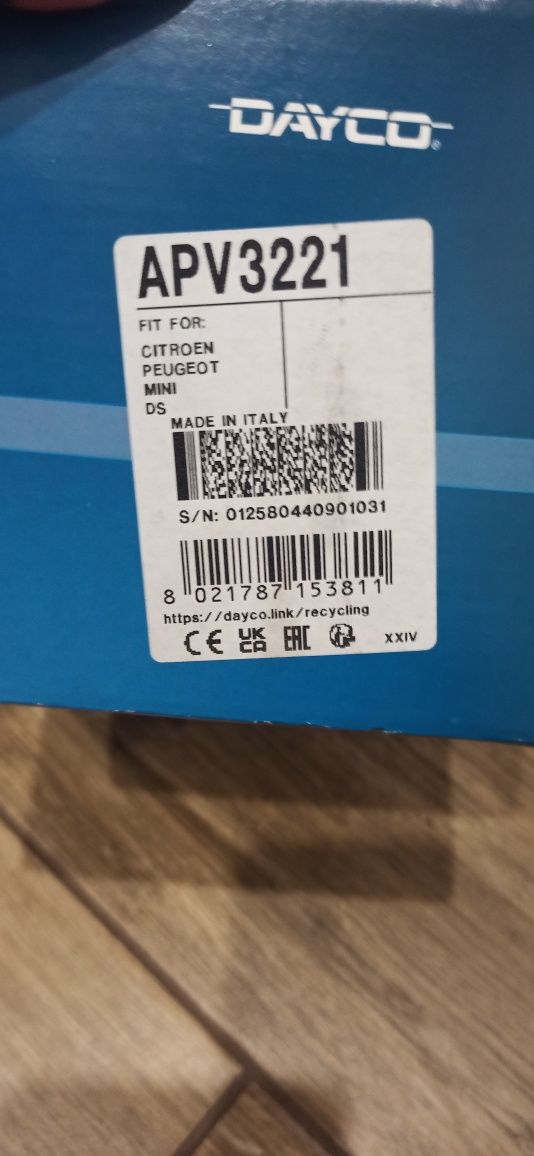 DAYCO
APV3221
FIT FOR:
CITROEN
PEUGEOT
MINI
DS
MADE IN ITALY
S/N: 012580440901031
8 021787 153811
https://dayco.link/recycling
CE UK CA EAC XXIV